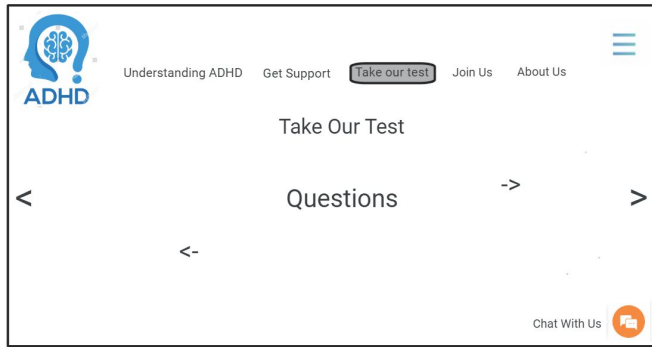 ADHD
Understanding ADHD Get Support Take our test Join Us About Us
Take Our Test
->
< Questions >
<-
Chat With Us